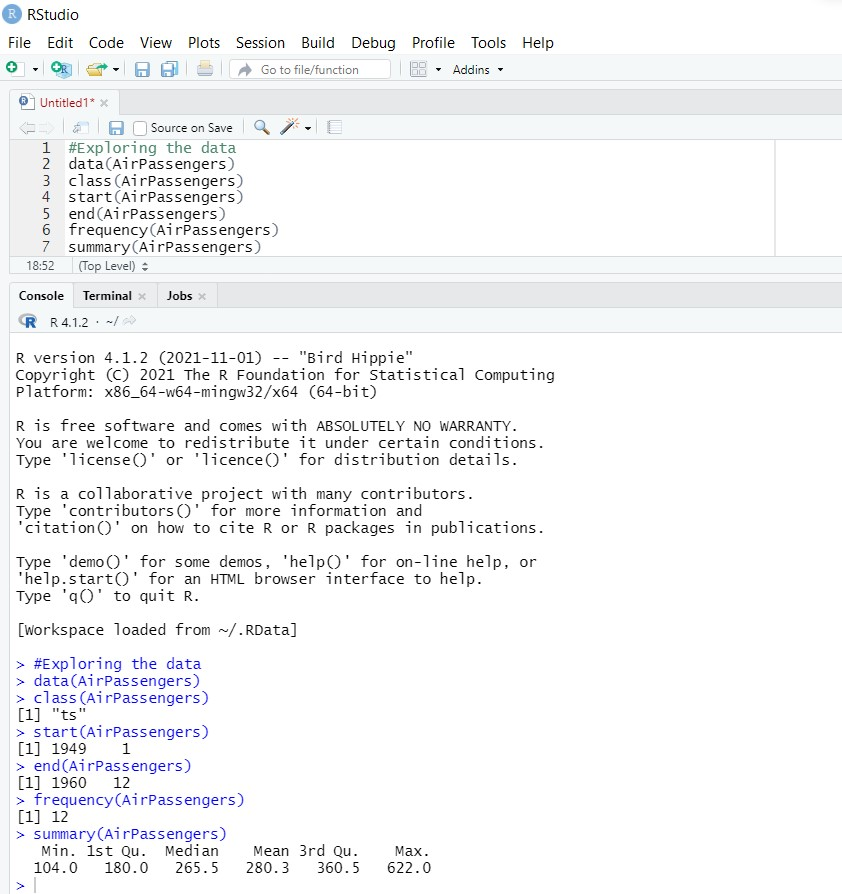 RStudio
File Edit Code View Plots Session Build Debug Profile Tools Help
Go to file/function Addins
Untitled1*
Source on Save
1 #Exploring the data
2 data(AirPassengers)
3 class(AirPassengers)
4 start(AirPassengers)
5 end(AirPassengers)
6 frequency(AirPassengers)
7 summary(AirPassengers)
18:52 (Top Level)
Console Terminal Jobs
R R 4.1.2 · ~/
R version 4.1.2 (2021-11-01) -- "Bird Hippie"
Copyright (C) 2021 The R Foundation for Statistical Computing
Platform: x86_64-w64-mingw32/x64 (64-bit)
R is free software and comes with ABSOLUTELY NO WARRANTY.
You are welcome to redistribute it under certain conditions.
Type 'license()' or 'licence()' for distribution details.
R is a collaborative project with many contributors.
Type 'contributors()' for more information and
'citation()' on how to cite R or R packages in publications.
Type 'demo()' for some demos, 'help()' for on-line help, or
'help.start()' for an HTML browser interface to help.
Type 'q()' to quit R.
[Workspace loaded from ~/.RData]
> #Exploring the data
> data(AirPassengers)
> class(AirPassengers)
[1] "ts"
> start(AirPassengers)
[1] 1949    1
> end(AirPassengers)
[1] 1960   12
> frequency(AirPassengers)
[1] 12
> summary(AirPassengers)
   Min. 1st Qu.  Median    Mean 3rd Qu.    Max.
  104.0   180.0   265.5   280.3   360.5   622.0
>